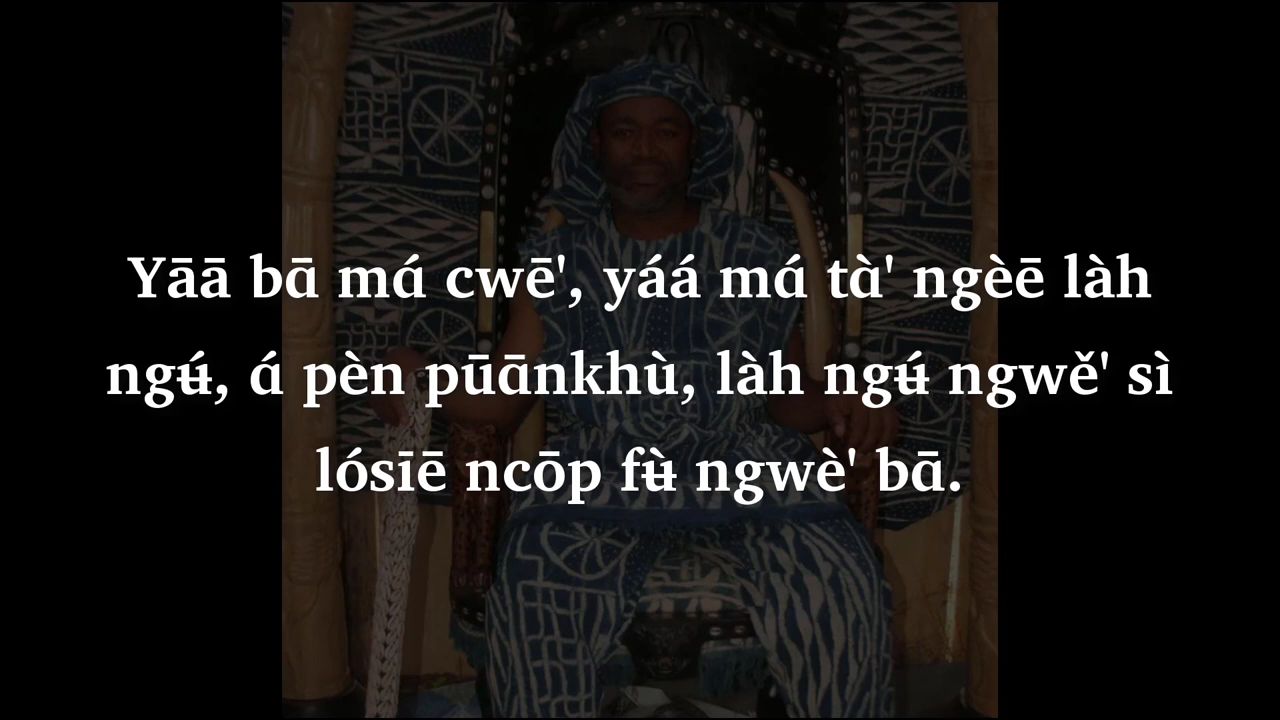 Yāā bā má cwē', yáá má tà' ngèē làh
ngʉ́, á pèn pūānkhù, làh ngʉ́ ngwě' sì
lósīē ncōp fʉ̀ ngwè' bā.